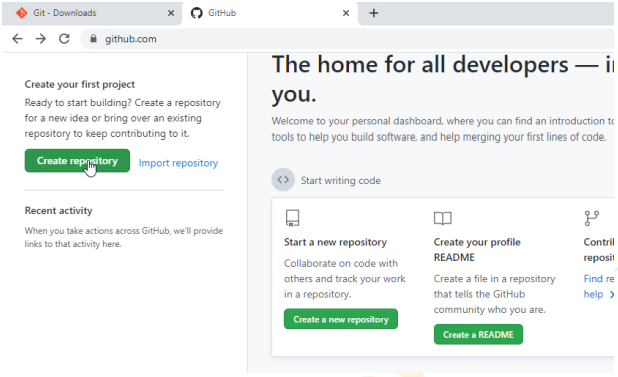 Git - Downloads
GitHub
github.com
Create your first project
Ready to start building? Create a repository
for a new idea or bring over an existing
repository to keep contributing to it.
Create repository
Import repository
Recent activity
When you take actions across GitHub, we'll provide
links to that activity here.
The home for all developers — i
you.
Welcome to your personal dashboard, where you can find an introduction to
tools to help you build software, and help merging your first lines of code.
Start writing code
Start a new repository
Collaborate on code with
others and track your work
in a repository.
Create a new repository
Create your profile
README
Create a file in a repository
that tells the GitHub
community who you are.
Create a README
Contril
reposit
Find re
help